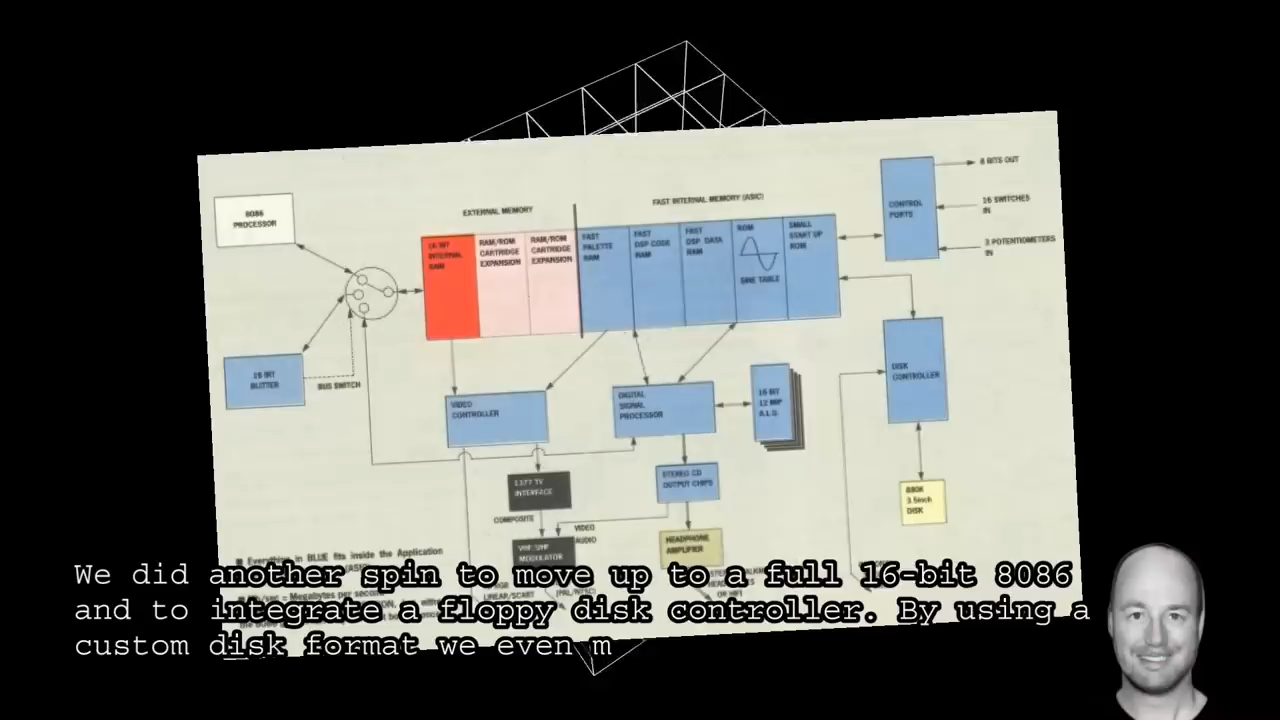 8086
PROCESSOR
EXTERNAL MEMORY
FAST INTERNAL MEMORY (ASIC)
16 BIT
INTERNAL
RAM
RAM/ROM
CARTRIDGE
EXPANSION
RAM/ROM
CARTRIDGE
EXPANSION
FAST
PALETTE
RAM
FAST
DSP CODE
RAM
FAST
DSP DATA
RAM
ROM
SINE TABLE
SMALL
START UP
ROM
CONTROL
PORTS
8 BITS OUT
16 SWITCHES
IN
3 POTENTIOMETERS
IN
16 BIT
BLITTER
BUS SWITCH
VIDEO
CONTROLLER
DIGITAL
SIGNAL
PROCESSOR
16 BIT
A.L.U.
DISK
CONTROLLER
1377 TV
INTERFACE
STEREO CD
OUTPUT CHIPS
880K
3.5inch
DISK
COMPOSITE
VIDEO
AUDIO
VHF/UHF
MODULATOR
HEADPHONE
AMPLIFIER
■ Everything in BLUE fits inside the Application
We did another spin to move up to a full 16-bit 8086
and to integrate a floppy disk controller. By using a
custom disk format we even m